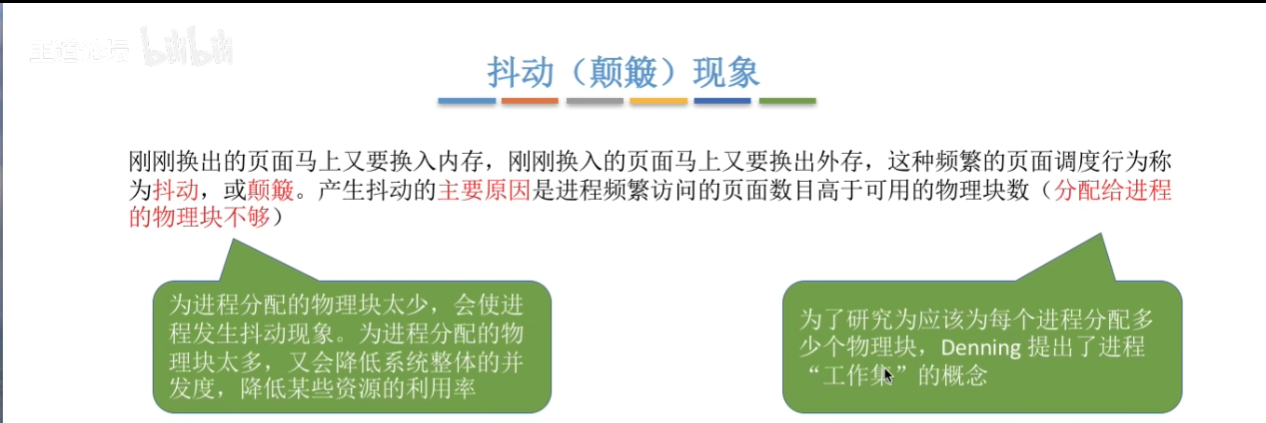 王道论坛 bilibili
抖动（颠簸）现象
刚刚换出的页面马上又要换入内存，刚刚换入的页面马上又要换出外存，这种频繁的页面调度行为称
为抖动，或颠簸。产生抖动的主要原因是进程频繁访问的页面数目高于可用的物理块数（分配给进程
的物理块不够）
为进程分配的物理块太少，会使进
程发生抖动现象。为进程分配的物
理块太多，又会降低系统整体的并
发度，降低某些资源的利用率
为了研究为应该为每个进程分配多
少个物理块，Denning 提出了进程
“工作集”的概念